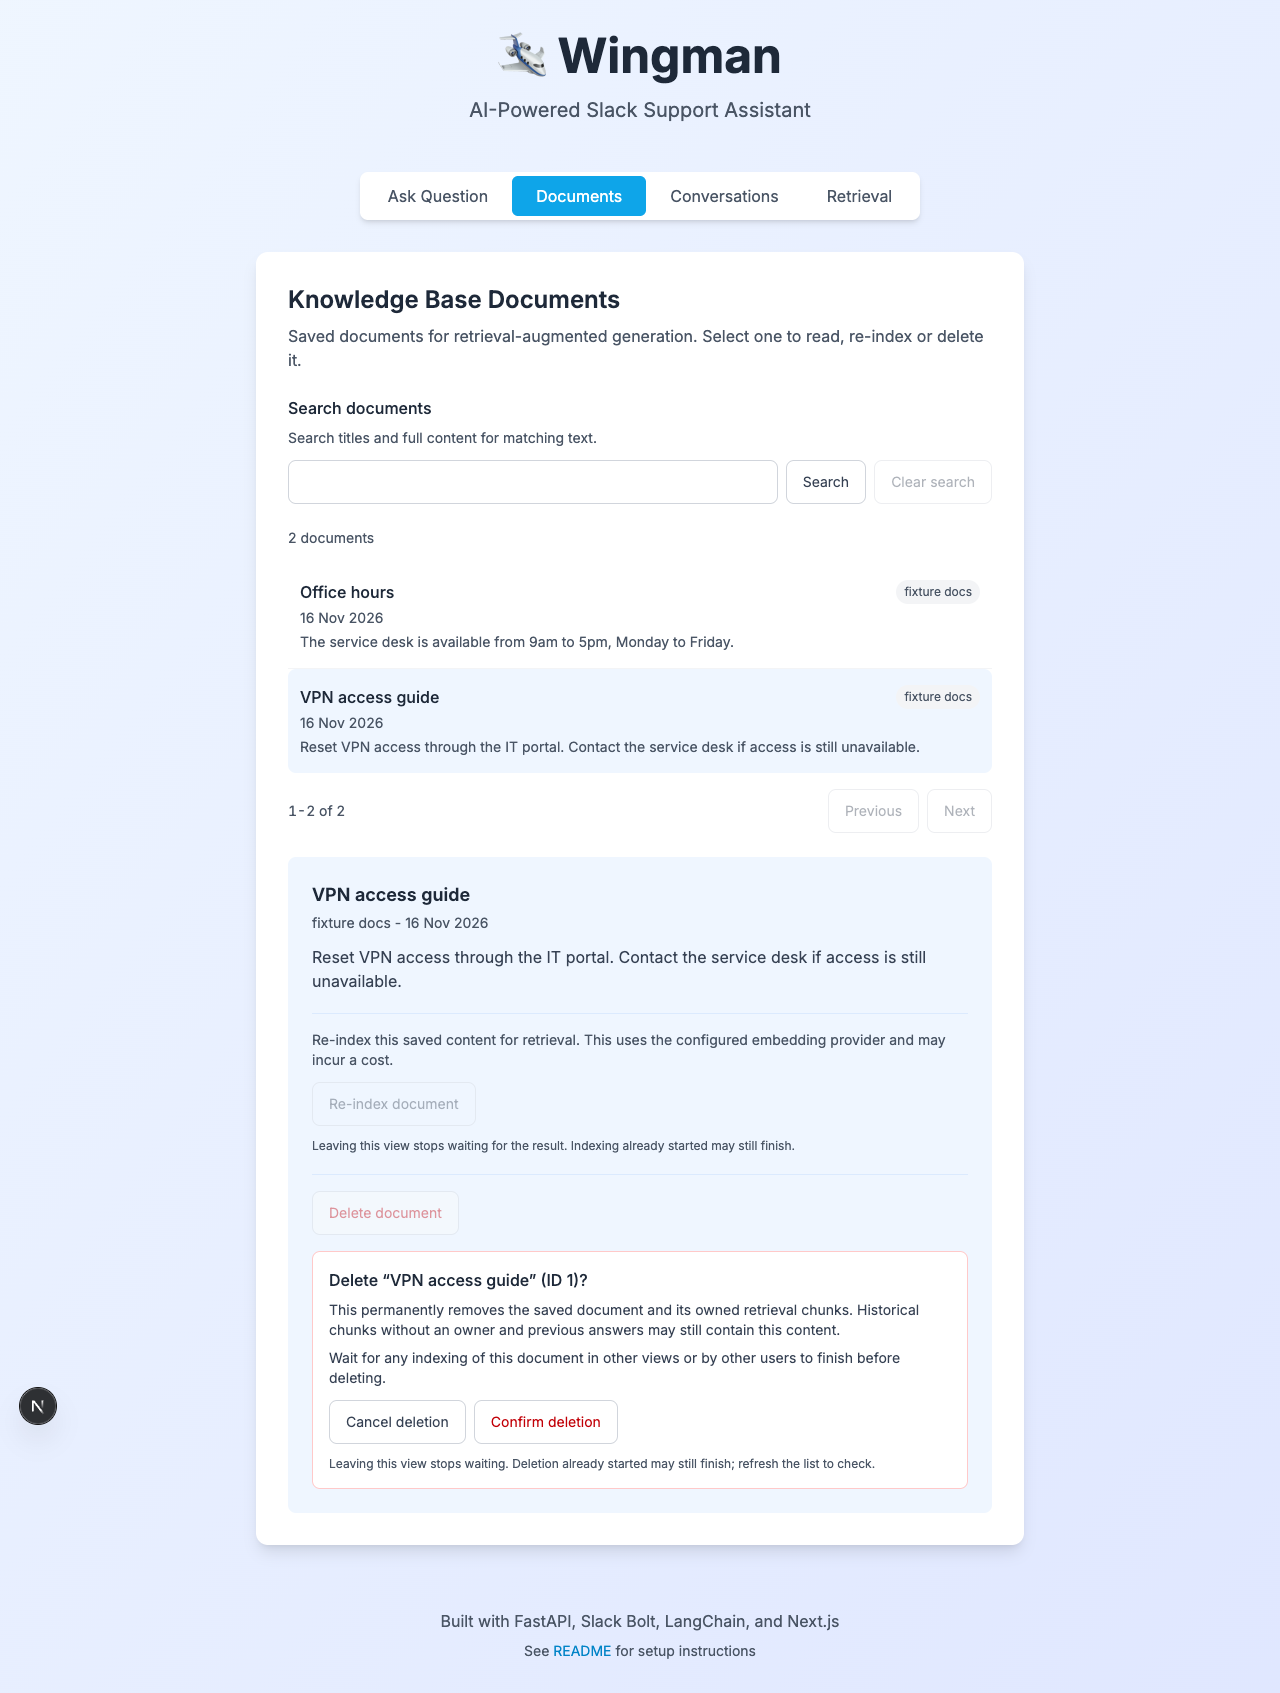 Wingman
AI-Powered Slack Support Assistant
Ask Question
Documents
Conversations
Retrieval
Knowledge Base Documents
Saved documents for retrieval-augmented generation. Select one to read, re-index or delete
it.
Search documents
Search titles and full content for matching text.
Search
Clear search
2 documents
Office hours
fixture docs
16 Nov 2026
The service desk is available from 9am to 5pm, Monday to Friday.
VPN access guide
fixture docs
16 Nov 2026
Reset VPN access through the IT portal. Contact the service desk if access is still unavailable.
1-2 of 2
Previous
Next
VPN access guide
fixture docs - 16 Nov 2026
Reset VPN access through the IT portal. Contact the service desk if access is still
unavailable.
Re-index this saved content for retrieval. This uses the configured embedding provider and may
incur a cost.
Re-index document
Leaving this view stops waiting for the result. Indexing already started may still finish.
Delete document
Delete “VPN access guide” (ID 1)?
This permanently removes the saved document and its owned retrieval chunks. Historical
chunks without an owner and previous answers may still contain this content.
Wait for any indexing of this document in other views or by other users to finish before
deleting.
Cancel deletion
Confirm deletion
Leaving this view stops waiting. Deletion already started may still finish; refresh the list to check.
N
Built with FastAPI, Slack Bolt, LangChain, and Next.js
See README for setup instructions